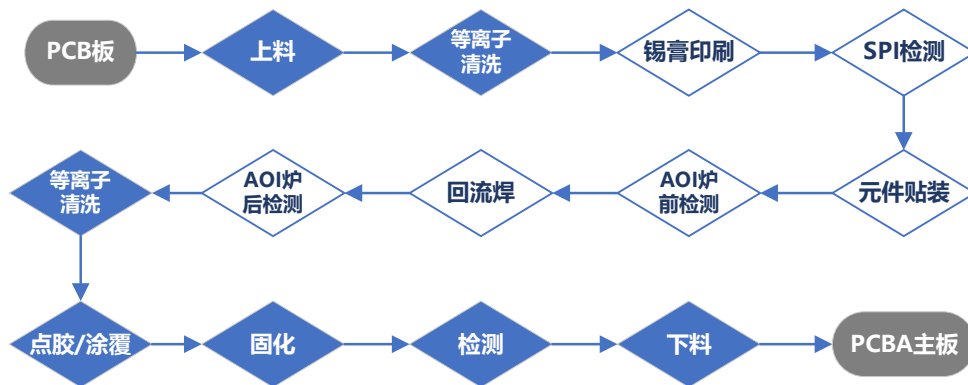 PCB板
上料
等离子
清洗
锡膏印刷
SPI检测
元件贴装
AOI炉
前检测
回流焊
AOI炉
后检测
等离子
清洗
点胶/涂覆
固化
检测
下料
PCBA主板